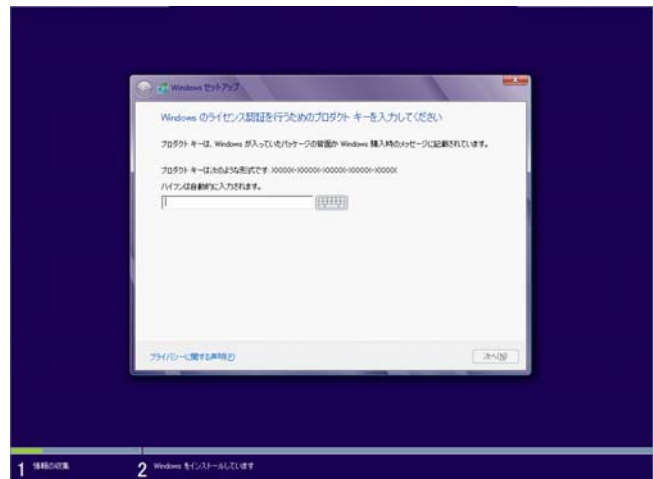 Windows セットアップ
Windows のライセンス認証を行うためのプロダクト キーを入力してください
プロダクト キーは、Windows が入っていたパッケージの背面か Windows 購入時のメッセージに記載されています。
プロダクト キーは次のような形式です: XXXXX-XXXXX-XXXXX-XXXXX-XXXXX
ハイフンは自動的に入力されます。
プライバシーに関する声明(P)
次へ(N)
1 情報の収集
2 Windows をインストールしています